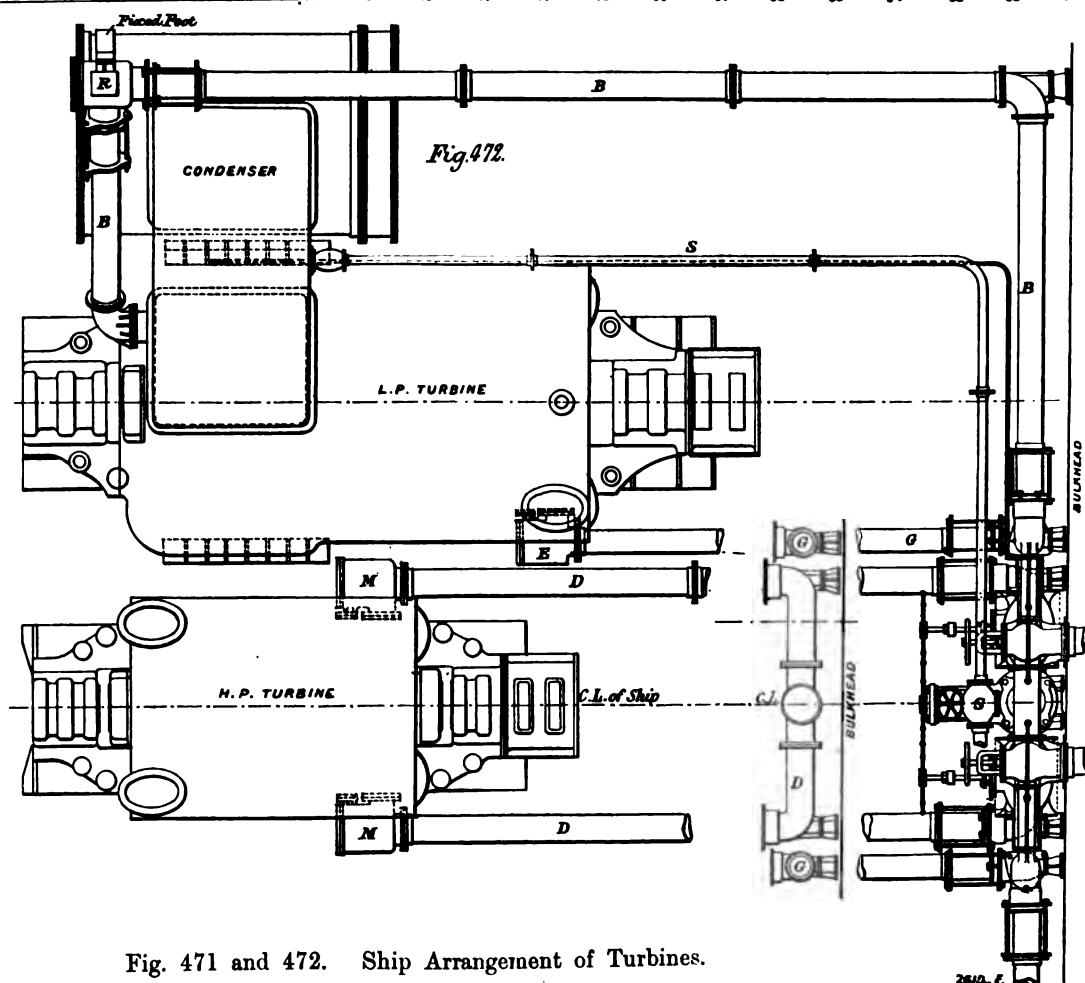 Fixed Foot
R
B
B
Fig. 472.
CONDENSER
B
S
B
L.P. TURBINE
BULKHEAD
E
G
G
M
D
H.P. TURBINE
C.L. of Ship
C.L.
BULKHEAD
S
D
M
D
G
Fig. 471 and 472. Ship Arrangement of Turbines.